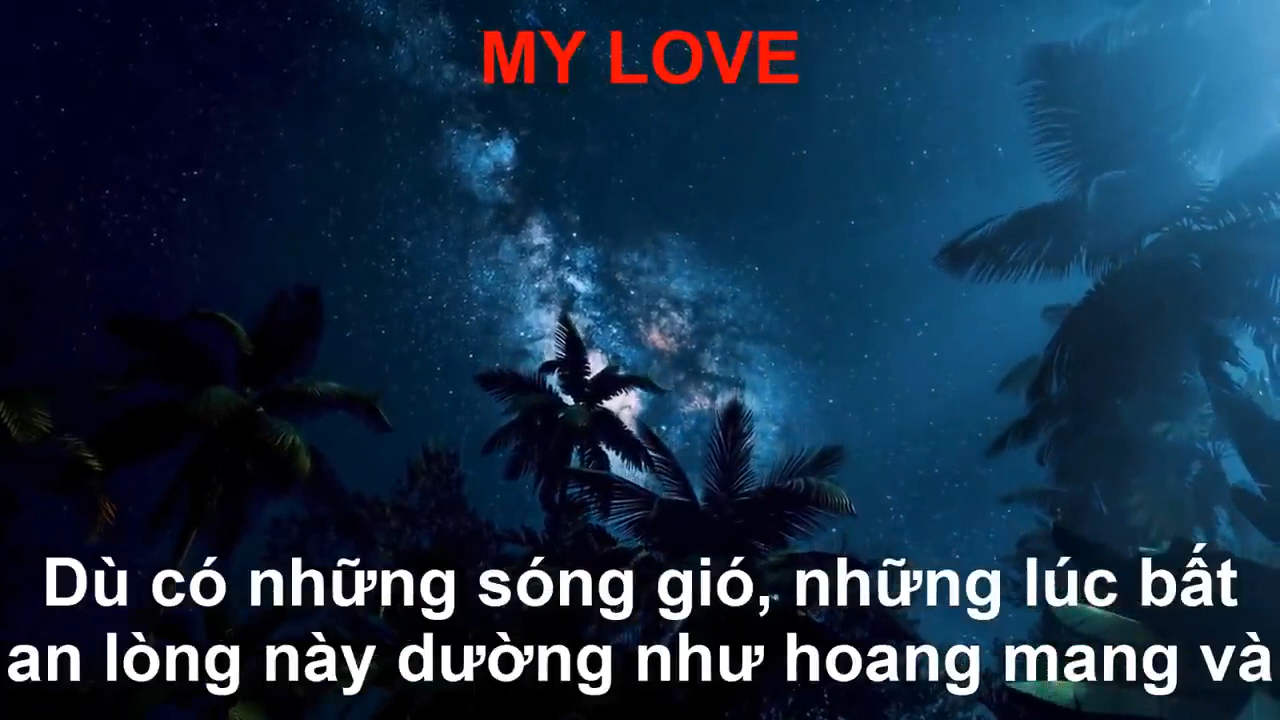 MY LOVE
Dù có những sóng gió, những lúc bất
an lòng này dường như hoang mang và